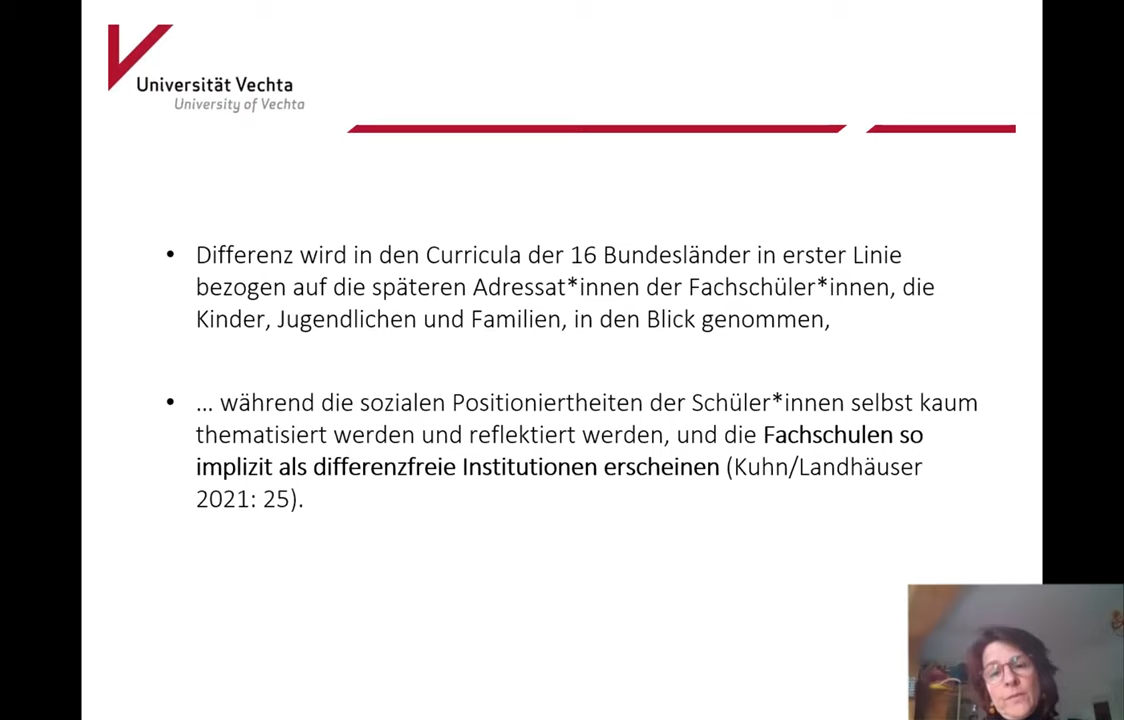 Universität Vechta
University of Vechta
• Differenz wird in den Curricula der 16 Bundesländer in erster Linie
bezogen auf die späteren Adressat*innen der Fachschüler*innen, die
Kinder, Jugendlichen und Familien, in den Blick genommen,
• … während die sozialen Positioniertheiten der Schüler*innen selbst kaum
thematisiert werden und reflektiert werden, und die Fachschulen so
implizit als differenzfreie Institutionen erscheinen (Kuhn/Landhäuser
2021: 25).